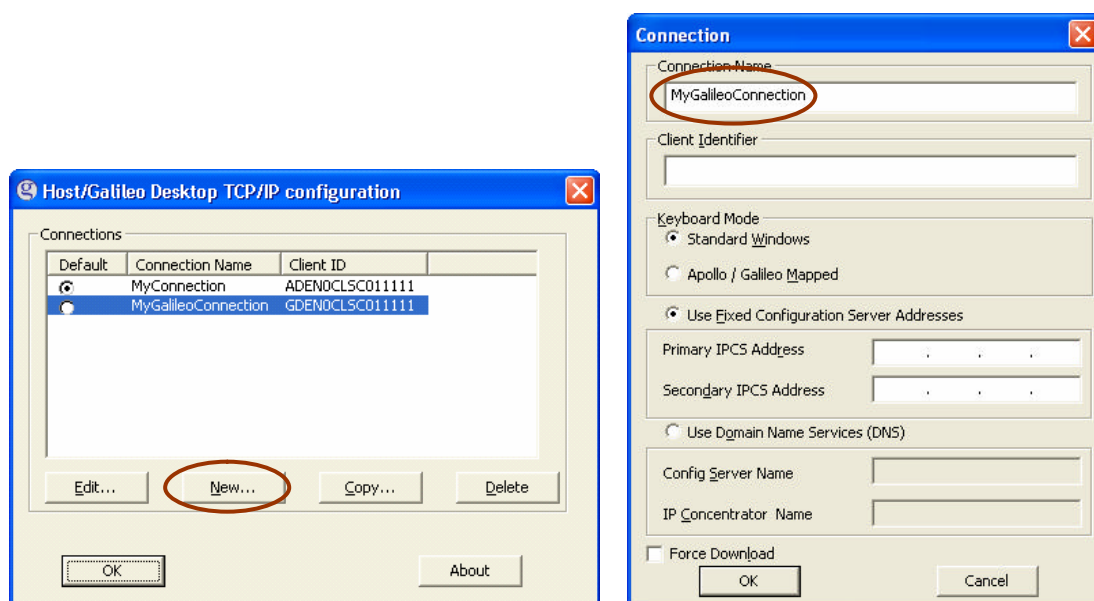 Host/Galileo Desktop TCP/IP configuration
Connections
Default Connection Name Client ID
MyConnection ADEN0CLSC011111
MyGalileoConnection GDEN0CLSC011111
Edit... New... Copy... Delete
OK About
Connection
Connection Name
MyGalileoConnection
Client Identifier
Keyboard Mode
Standard Windows
Apollo / Galileo Mapped
Use Fixed Configuration Server Addresses
Primary IPCS Address . . .
Secondary IPCS Address . . .
Use Domain Name Services (DNS)
Config Server Name
IP Concentrator Name
Force Download
OK Cancel